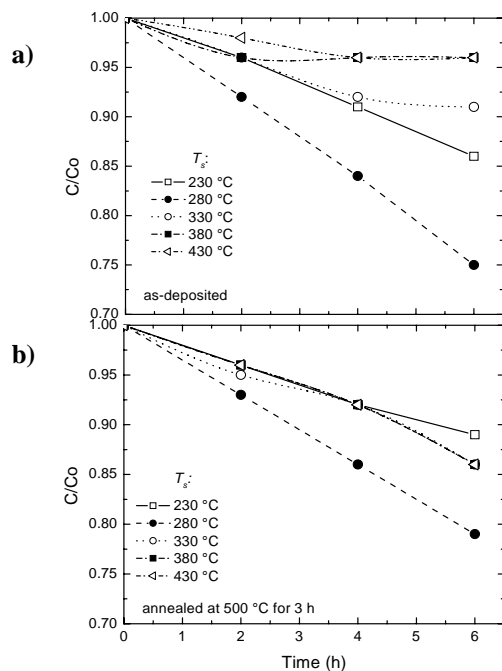 a)
1.00
0.95
0.90
0.85
0.80
0.75
0.70
C/Co
Ts:
230 °C
280 °C
330 °C
380 °C
430 °C
as-deposited
b)
1.00
0.95
0.90
0.85
0.80
0.75
0.70
C/Co
Ts:
230 °C
280 °C
330 °C
380 °C
430 °C
annealed at 500 °C for 3 h
0 1 2 3 4 5 6
Time (h)